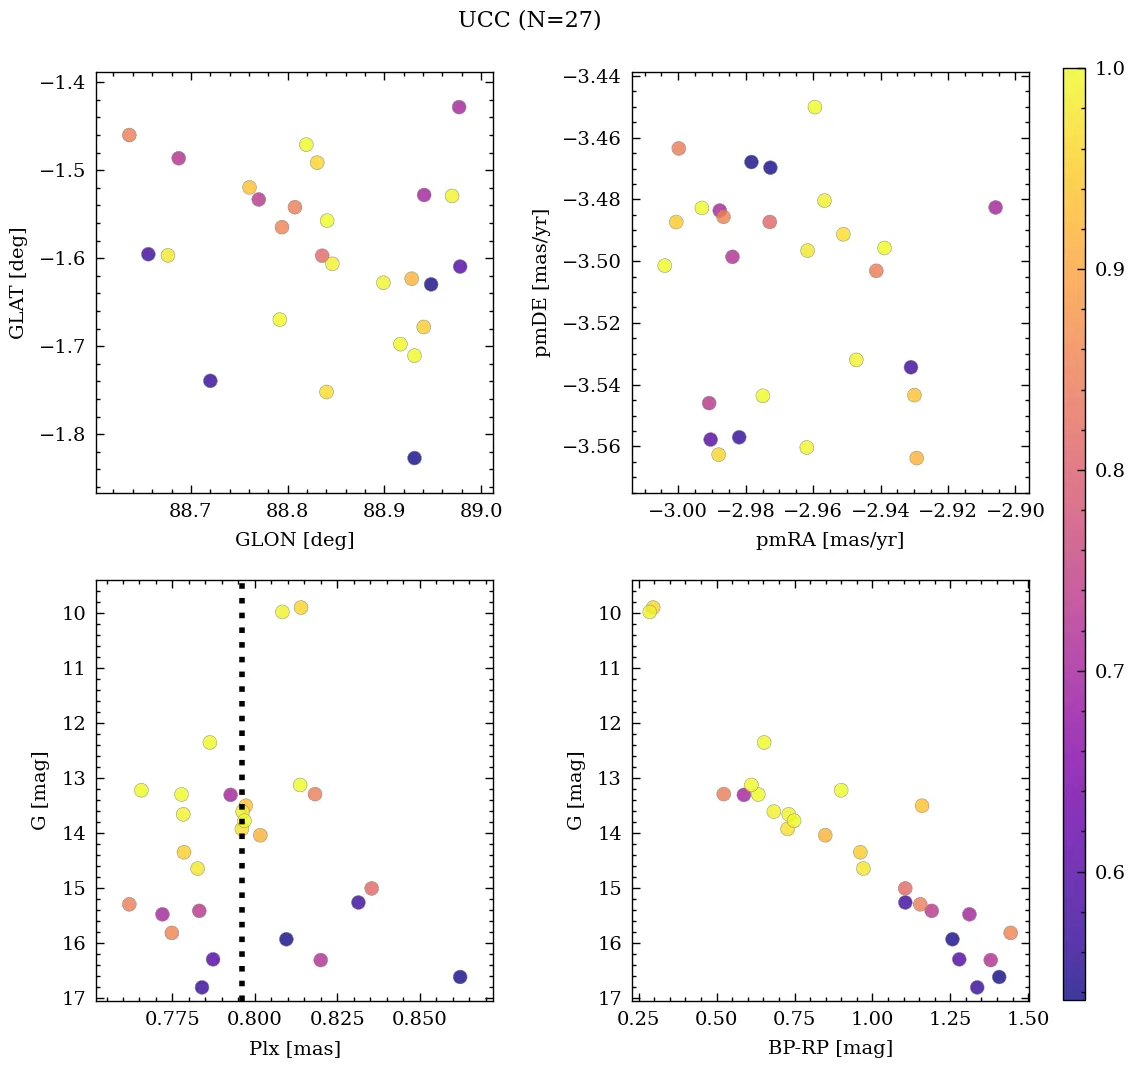 UCC (N=27)
−1.4
−1.5
−1.6
−1.7
−1.8
GLAT [deg]
88.7 88.8 88.9 89.0
GLON [deg]
−3.44
−3.46
−3.48
−3.50
−3.52
−3.54
−3.56
pmDE [mas/yr]
−3.00 −2.98 −2.96 −2.94 −2.92 −2.90
pmRA [mas/yr]
1.0
0.9
0.8
0.7
0.6
10
11
12
13
14
15
16
17
G [mag]
0.775 0.800 0.825 0.850
Plx [mas]
10
11
12
13
14
15
16
17
G [mag]
0.25 0.50 0.75 1.00 1.25 1.50
BP-RP [mag]